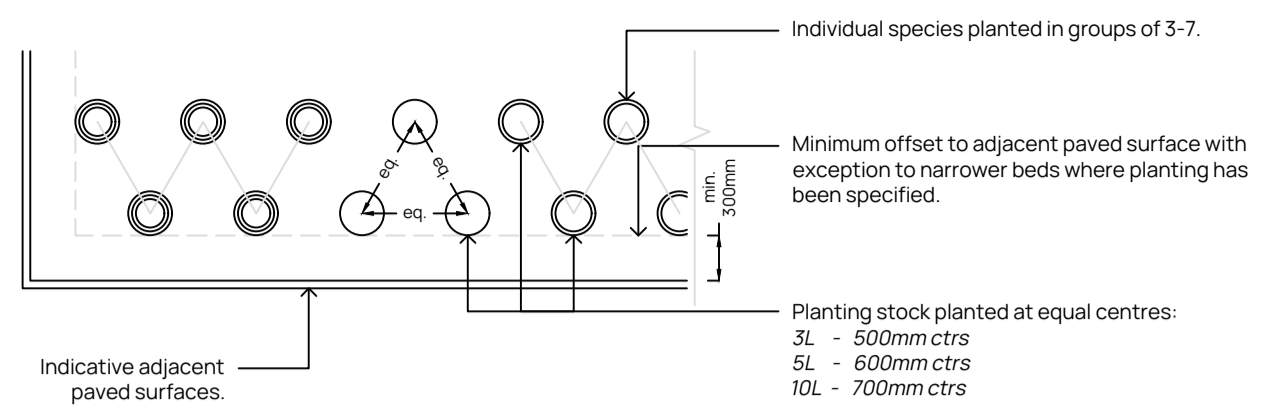 Individual species planted in groups of 3-7.
Minimum offset to adjacent paved surface with
exception to narrower beds where planting has
been specified.
eq.
eq.
eq.
min.
300mm
Planting stock planted at equal centres:
3L - 500mm ctrs
5L - 600mm ctrs
10L - 700mm ctrs
Indicative adjacent
paved surfaces.